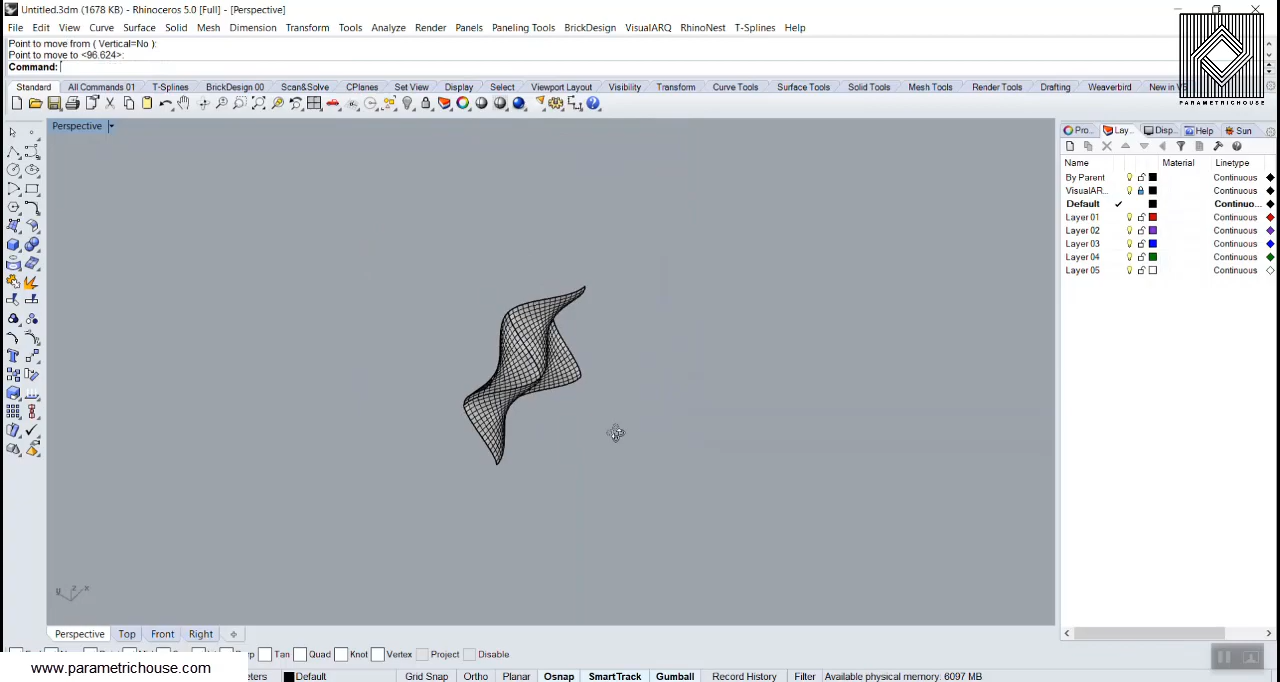 Untitled.3dm (1678 KB) - Rhinoceros 5.0 [Full] - [Perspective]
File Edit View Curve Surface Solid Mesh Dimension Transform Tools Analyze Render Panels Paneling Tools BrickDesign VisualARQ RhinoNest T-Splines Help
Point to move from ( Vertical=No ):
Point to move to <96.624>:
Command:
Standard All Commands 01 T-Splines BrickDesign 00 Scan&Solve CPlanes Set View Display Select Viewport Layout Visibility Transform Curve Tools Surface Tools Solid Tools Mesh Tools Render Tools Drafting Weaverbird New in V
PARAMETRICHOUSE
Perspective
Pro... Lay... Disp... Help Sun
Name Material Linetype
By Parent Continuous
VisualAR... Continuous
Default Continuo...
Layer 01 Continuous
Layer 02 Continuous
Layer 03 Continuous
Layer 04 Continuous
Layer 05 Continuous
z
y x
Perspective Top Front Right
Tan Quad Knot Vertex Project Disable
www.parametrichouse.com
eters Default Grid Snap Ortho Planar Osnap SmartTrack Gumball Record History Filter Available physical memory: 6097 MB